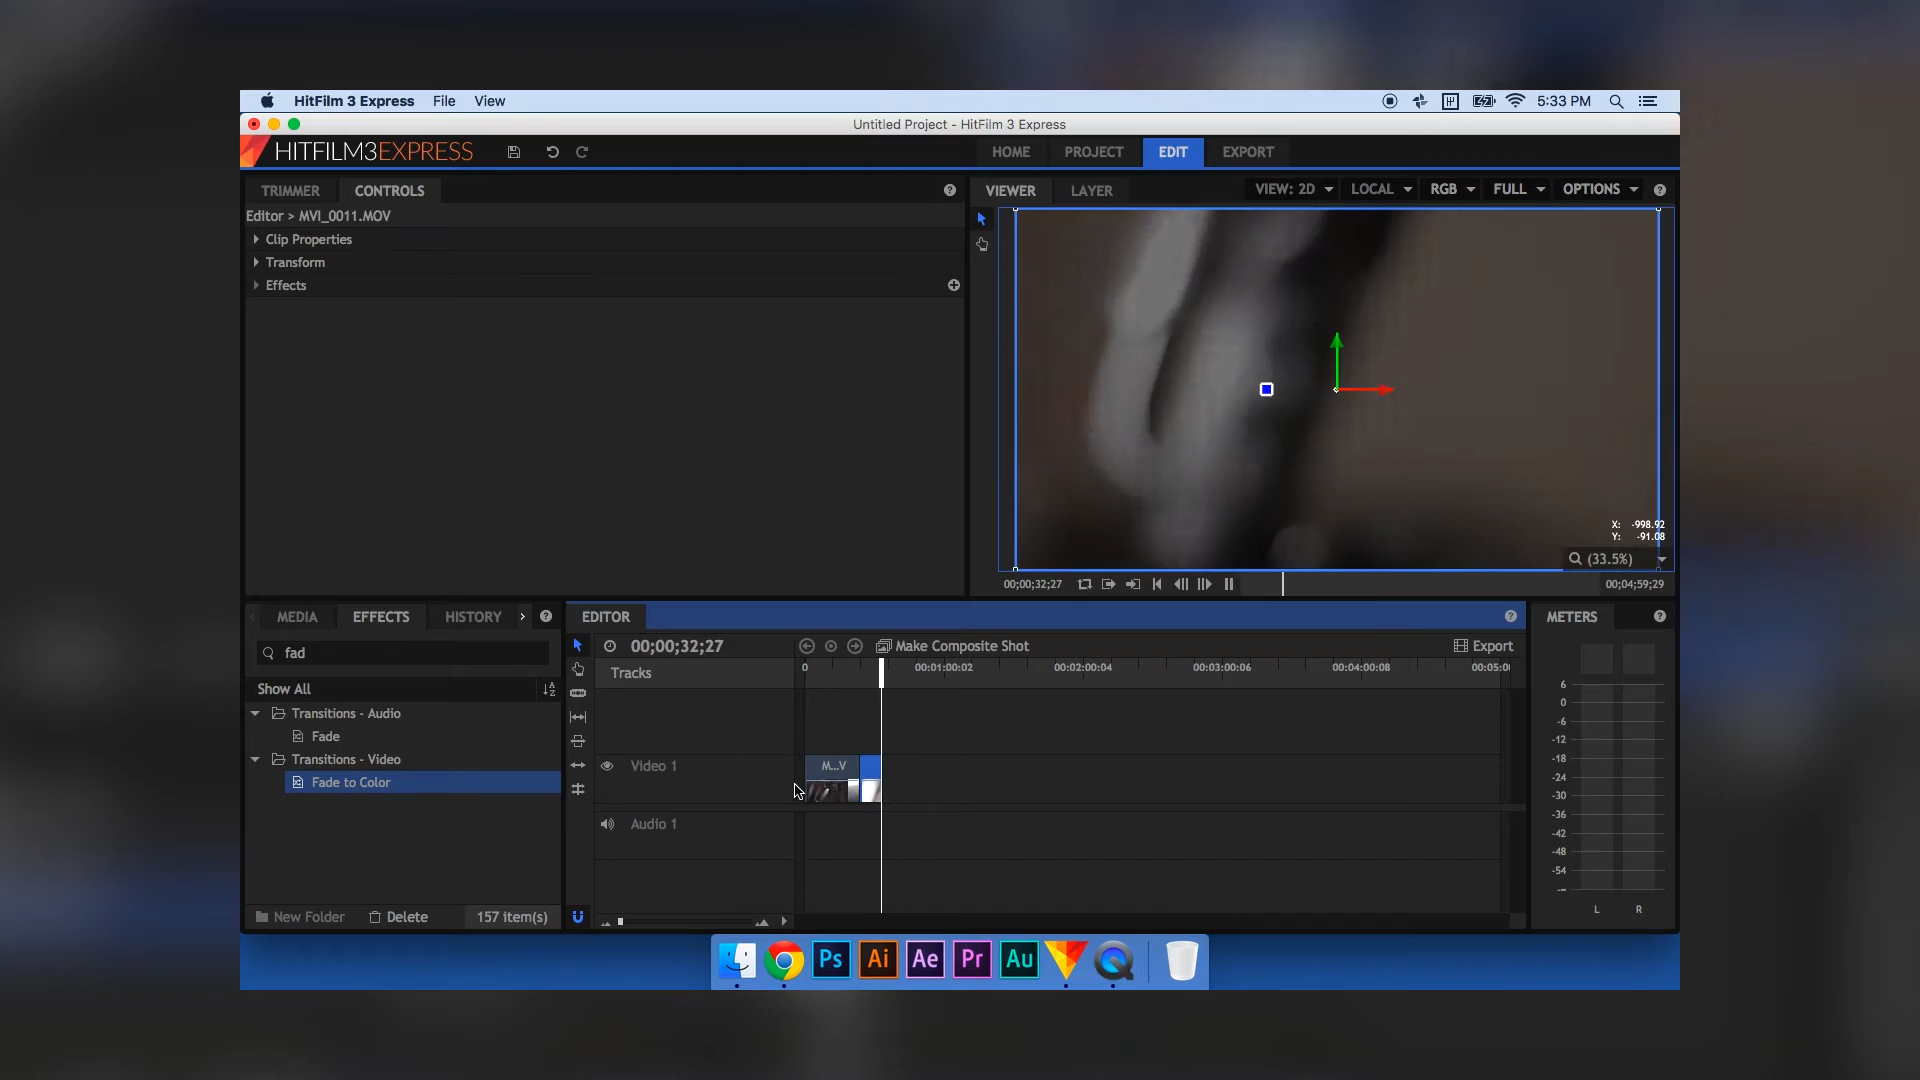 HitFilm 3 Express File View 5:33 PM
Untitled Project - HitFilm 3 Express
HITFILM3EXPRESS HOME PROJECT EDIT EXPORT
TRIMMER CONTROLS
Editor > MVI_0011.MOV
Clip Properties
Transform
Effects
VIEWER LAYER VIEW: 2D LOCAL RGB FULL OPTIONS
X: -998.92
Y: -91.08
(33.5%)
00;00;32;27 00;04;59;29
MEDIA EFFECTS HISTORY
fad
Show All
Transitions - Audio
Fade
Transitions - Video
Fade to Color
New Folder Delete 157 item(s)
EDITOR
00;00;32;27 Make Composite Shot Export
Tracks 0 00:01:00:02 00:02:00:04 00:03:00:06 00:04:00:08 00:05:0
Video 1 M...V
Audio 1
METERS
6
0
-6
-12
-18
-24
-30
-36
-42
-48
-54
-∞
L R
Ps Ai Ae Pr Au